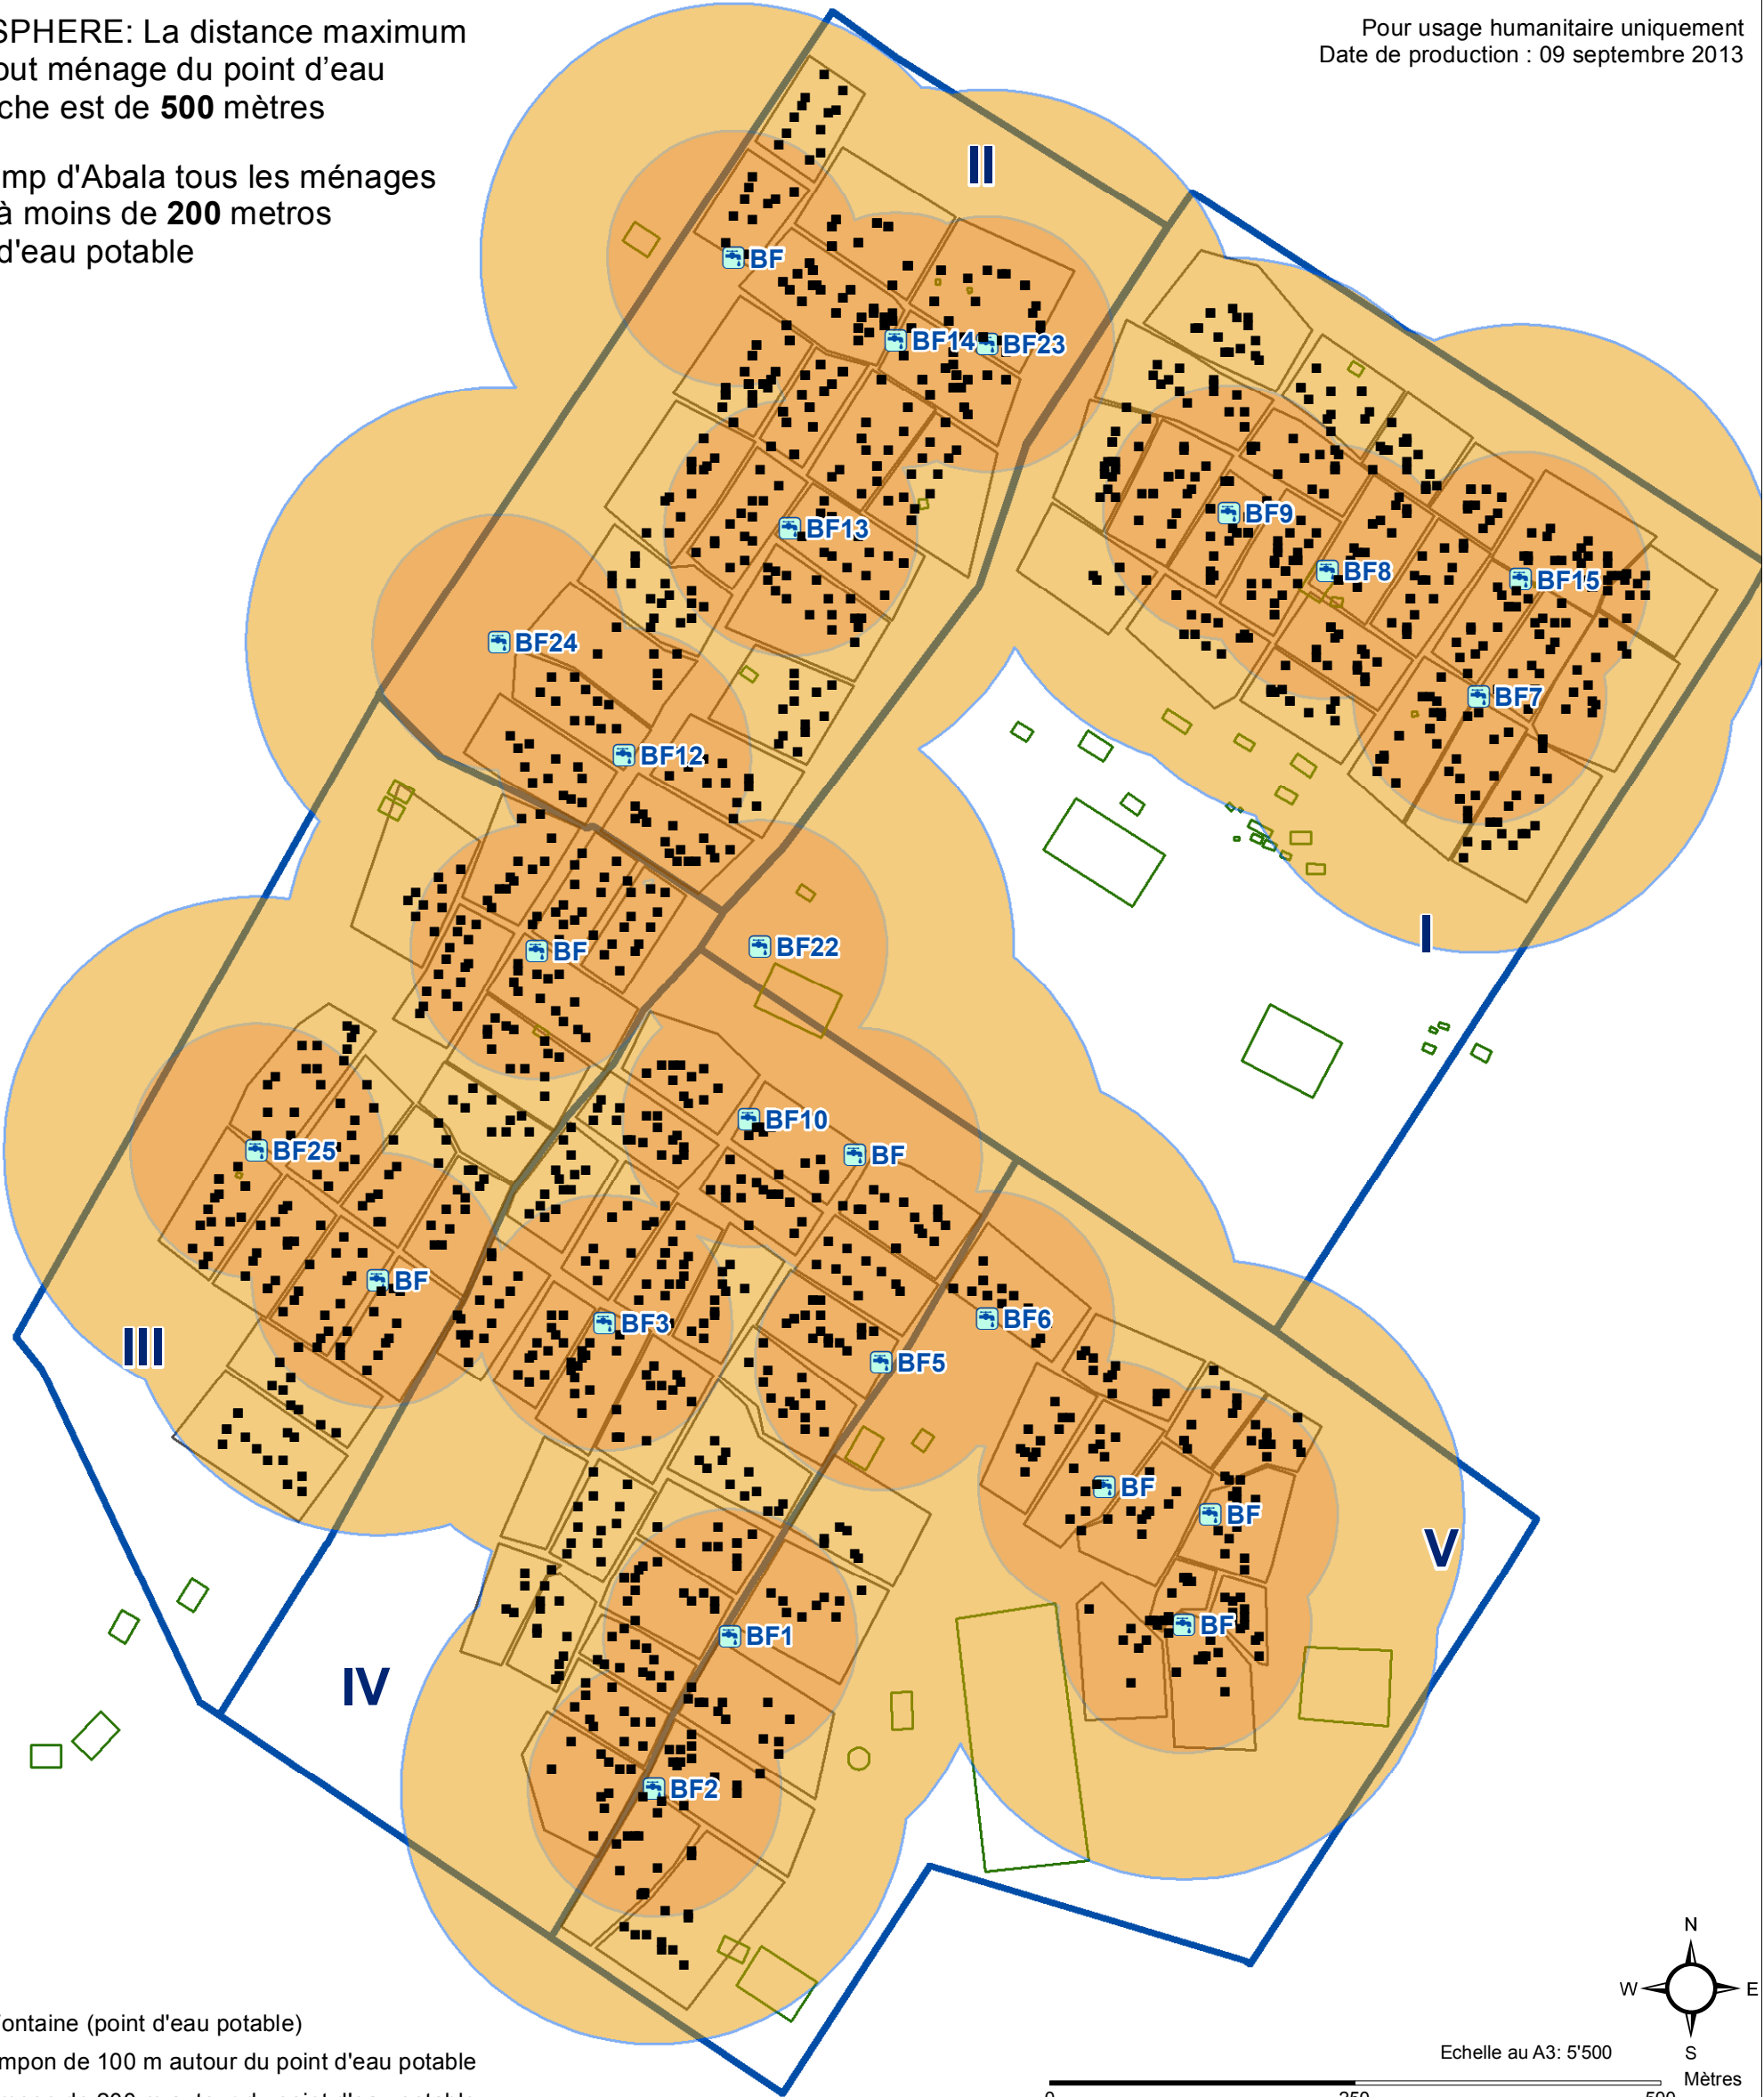 SPHERE: La distance maximum
out ménage du point d'eau
che est de 500 mètres
mp d'Abala tous les ménages
à moins de 200 metros
d'eau potable
Pour usage humanitaire uniquement
Date de production : 09 septembre 2013
II
BF
BF14
BF23
BF13
BF9
BF8
BF15
BF24
BF7
BF12
I
BF
BF22
BF10
BF
BF25
BF
BF3
BF6
III
BF5
BF
BF
V
BF
BF1
IV
BF2
N
W
E
S
ontaine (point d'eau potable)
mpon de 100 m autour du point d'eau potable
Echelle au A3: 5'500
Mètres